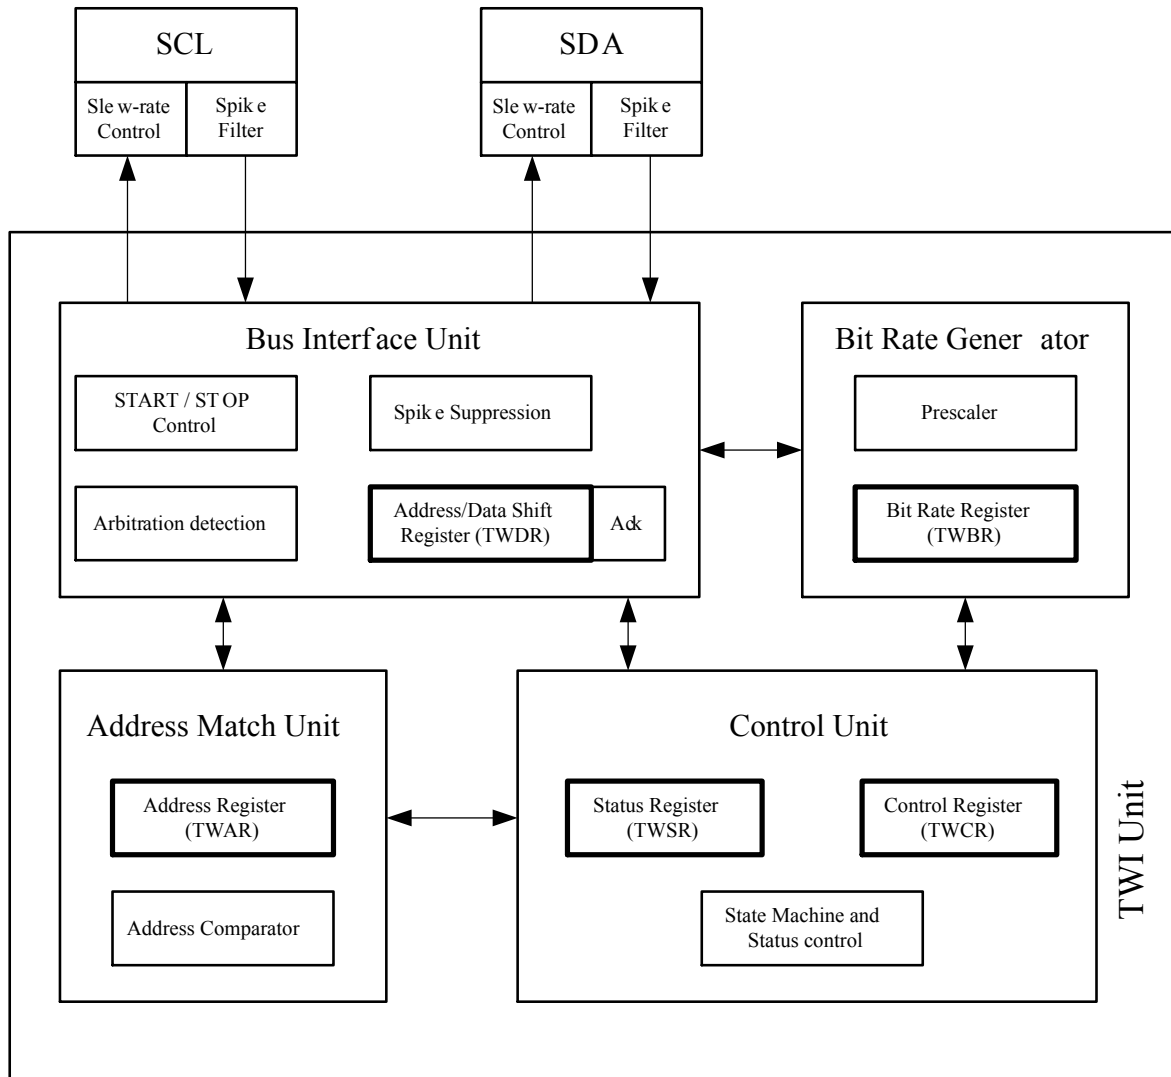 SCL
SDA
Slew-rate
Control
Spike
Filter
Slew-rate
Control
Spike
Filter
Bus Interface Unit
START / STOP
Control
Spike Suppression
Arbitration detection
Address/Data Shift
Register (TWDR)
Ack
Bit Rate Generator
Prescaler
Bit Rate Register
(TWBR)
Address Match Unit
Address Register
(TWAR)
Address Comparator
Control Unit
Status Register
(TWSR)
Control Register
(TWCR)
State Machine and
Status control
TWI Unit